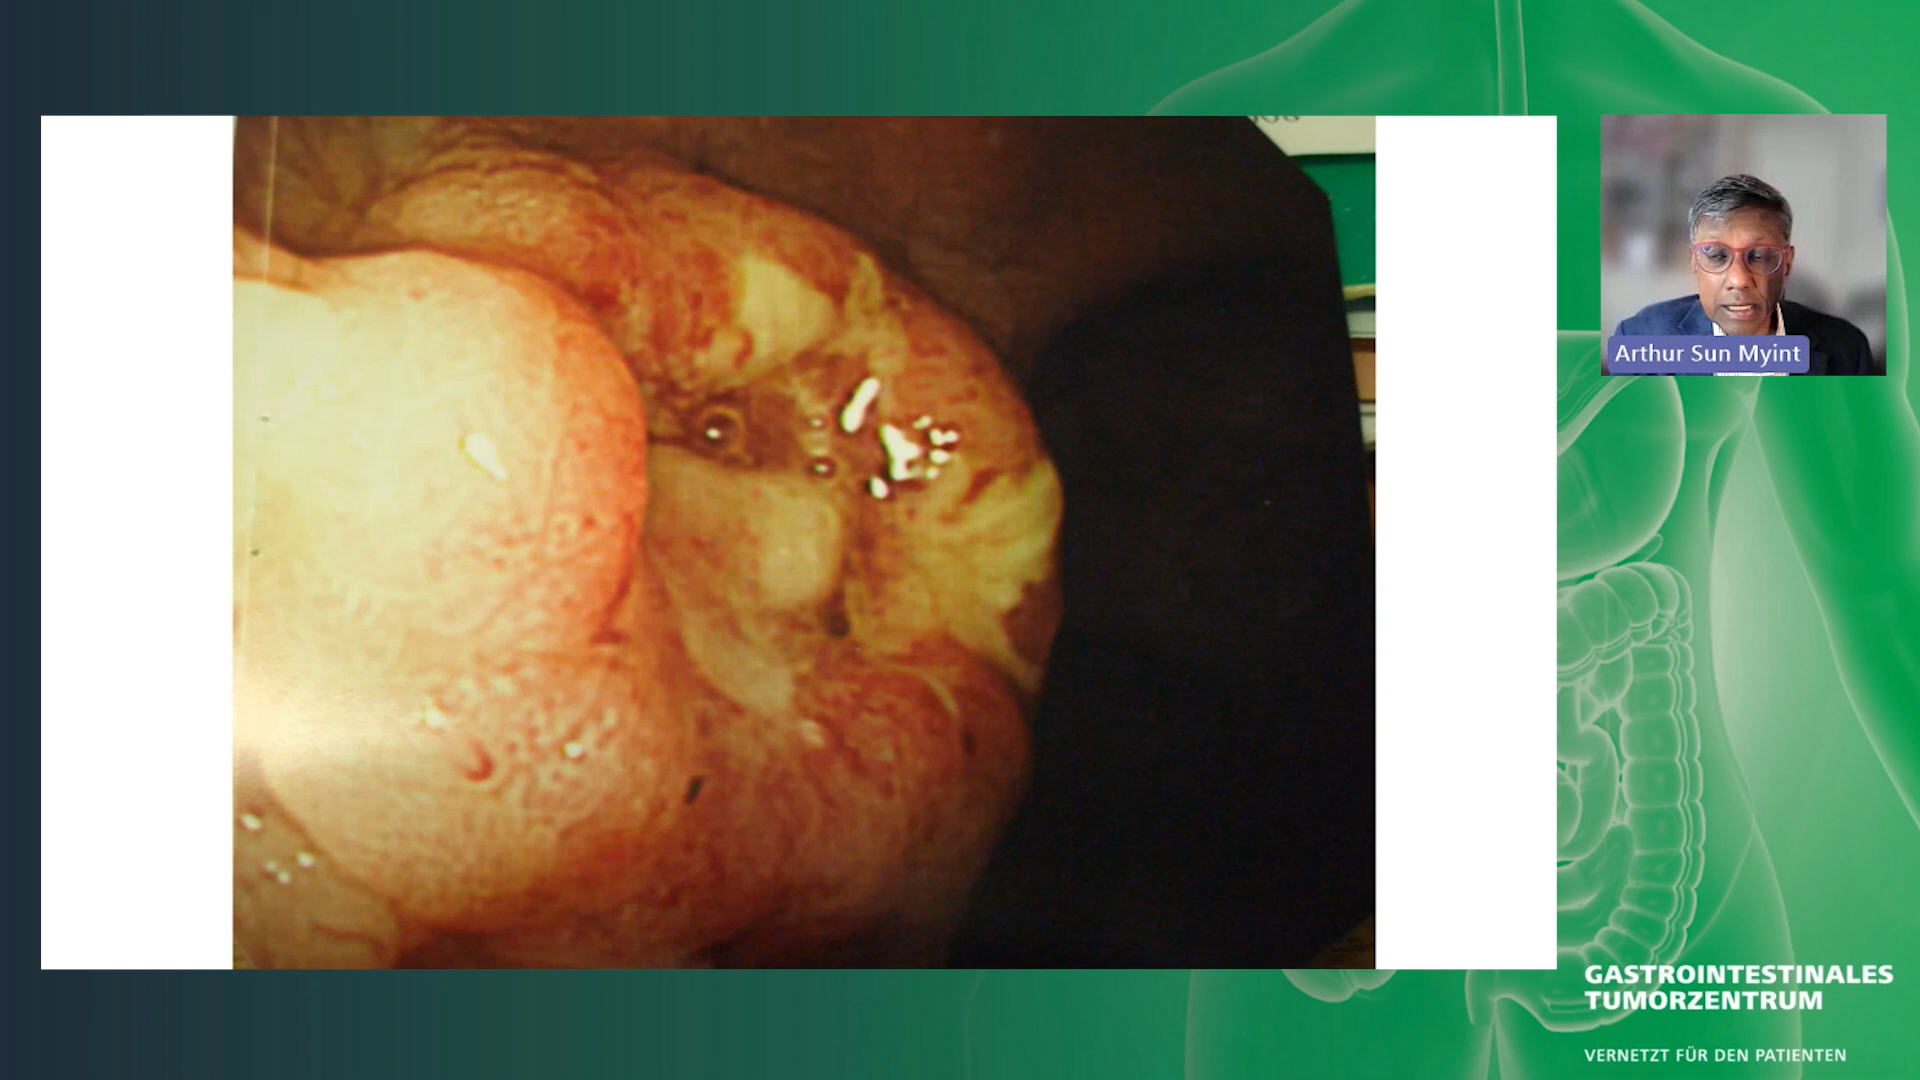 Arthur Sun Myint
GASTROINTESTINALES
TUMORZENTRUM
VERNETZT FÜR DEN PATIENTEN